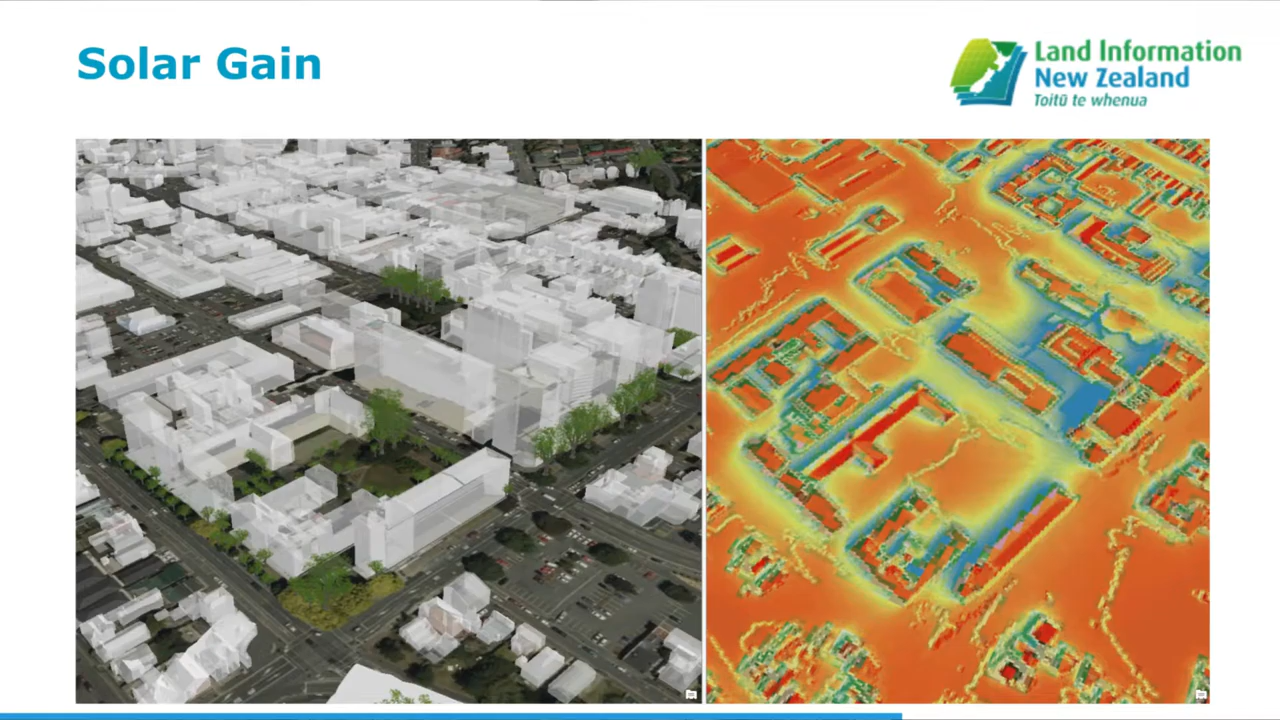 Solar Gain
Land Information
New Zealand
Toitū te whenua